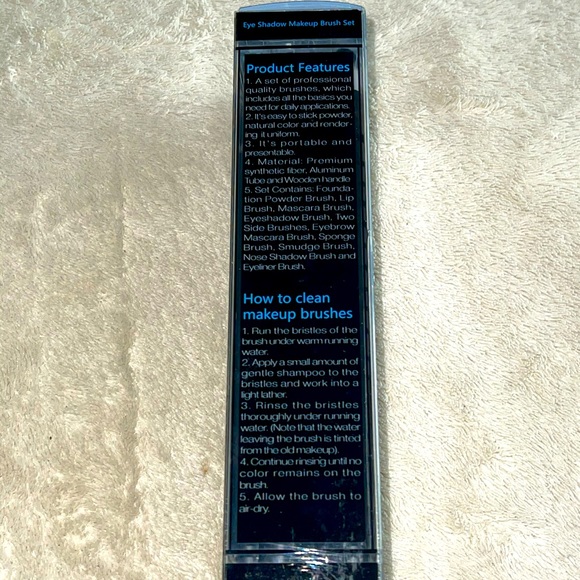 Eye Shadow Makeup Brush Set
Product Features
1. A set of professional
quality brushes, which
includes all the basics you
need for daily applications.
2. It's easy to stick powder,
natural color and render-
ing it uniform.
3. It's portable and
presentable.
4. Material: Premium
synthetic fiber, Aluminum
Tube and Wooden handle
5. Set Contains: Founda-
tion Powder Brush, Lip
Brush, Mascara Brush,
Eyeshadow Brush, Two
Side Brushes, Eyebrow
Mascara Brush, Sponge
Brush, Smudge Brush,
Nose Shadow Brush and
Eyeliner Brush.
How to clean
makeup brushes
1. Run the bristles of the
brush under warm running
water.
2. Apply a small amount of
gentle shampoo to the
bristles and work into a
light lather.
3. Rinse the bristles
thoroughly under running
water. (Note that the water
leaving the brush is tinted
from the old makeup).
4. Continue rinsing until no
color remains on the
brush.
5. Allow the brush to
air-dry.